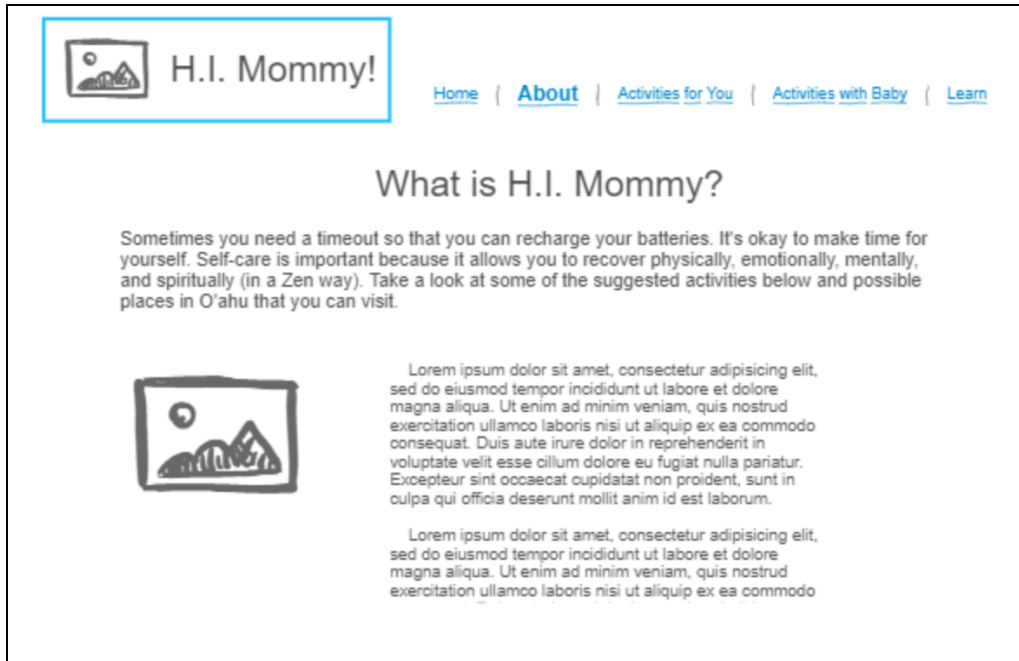 H.I. Mommy!
Home | About | Activities for You | Activities with Baby | Learn
What is H.I. Mommy?
Sometimes you need a timeout so that you can recharge your batteries. It's okay to make time for
yourself. Self-care is important because it allows you to recover physically, emotionally, mentally,
and spiritually (in a Zen way). Take a look at some of the suggested activities below and possible
places in O'ahu that you can visit.
Lorem ipsum dolor sit amet, consectetur adipisicing elit,
sed do eiusmod tempor incididunt ut labore et dolore
magna aliqua. Ut enim ad minim veniam, quis nostrud
exercitation ullamco laboris nisi ut aliquip ex ea commodo
consequat. Duis aute irure dolor in reprehenderit in
voluptate velit esse cillum dolore eu fugiat nulla pariatur.
Excepteur sint occaecat cupidatat non proident, sunt in
culpa qui officia deserunt mollit anim id est laborum.
Lorem ipsum dolor sit amet, consectetur adipisicing elit,
sed do eiusmod tempor incididunt ut labore et dolore
magna aliqua. Ut enim ad minim veniam, quis nostrud
exercitation ullamco laboris nisi ut aliquip ex ea commodo